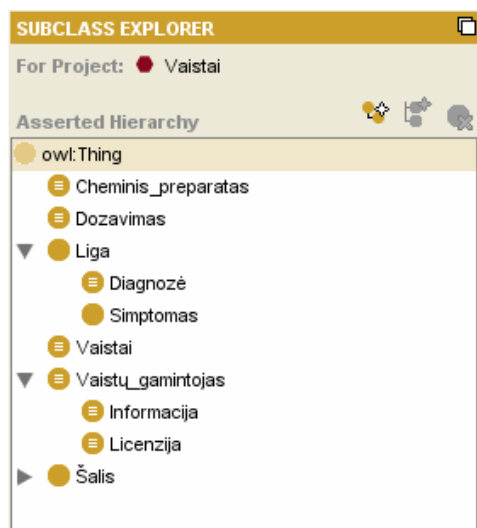 SUBCLASS EXPLORER
For Project: Vaistai
Asserted Hierarchy
owl:Thing
Cheminis_preparatas
Dozavimas
Liga
Diagnozė
Simptomas
Vaistai
Vaistų_gamintojas
Informacija
Licenzija
Šalis